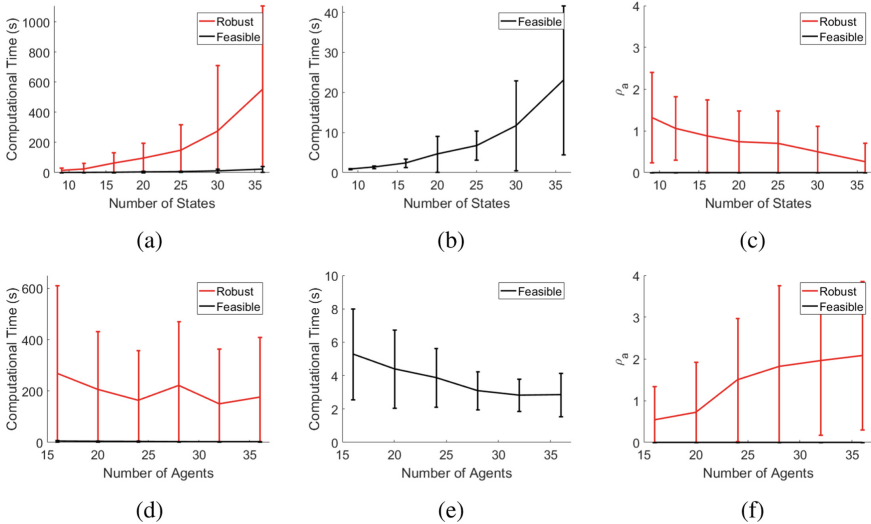 Computational Time (s)
1000
800
600
400
200
0
10 15 20 25 30 35
Number of States
Robust
Feasible
(a)
Computational Time (s)
40
30
20
10
0
10 15 20 25 30 35
Number of States
Feasible
(b)
ρa
4
3
2
1
0
10 15 20 25 30 35
Number of States
Robust
Feasible
(c)
Computational Time (s)
600
400
200
0
15 20 25 30 35
Number of Agents
Robust
Feasible
(d)
Computational Time (s)
10
8
6
4
2
0
15 20 25 30 35
Number of Agents
Feasible
(e)
ρa
4
3
2
1
0
15 20 25 30 35
Number of Agents
Robust
Feasible
(f)